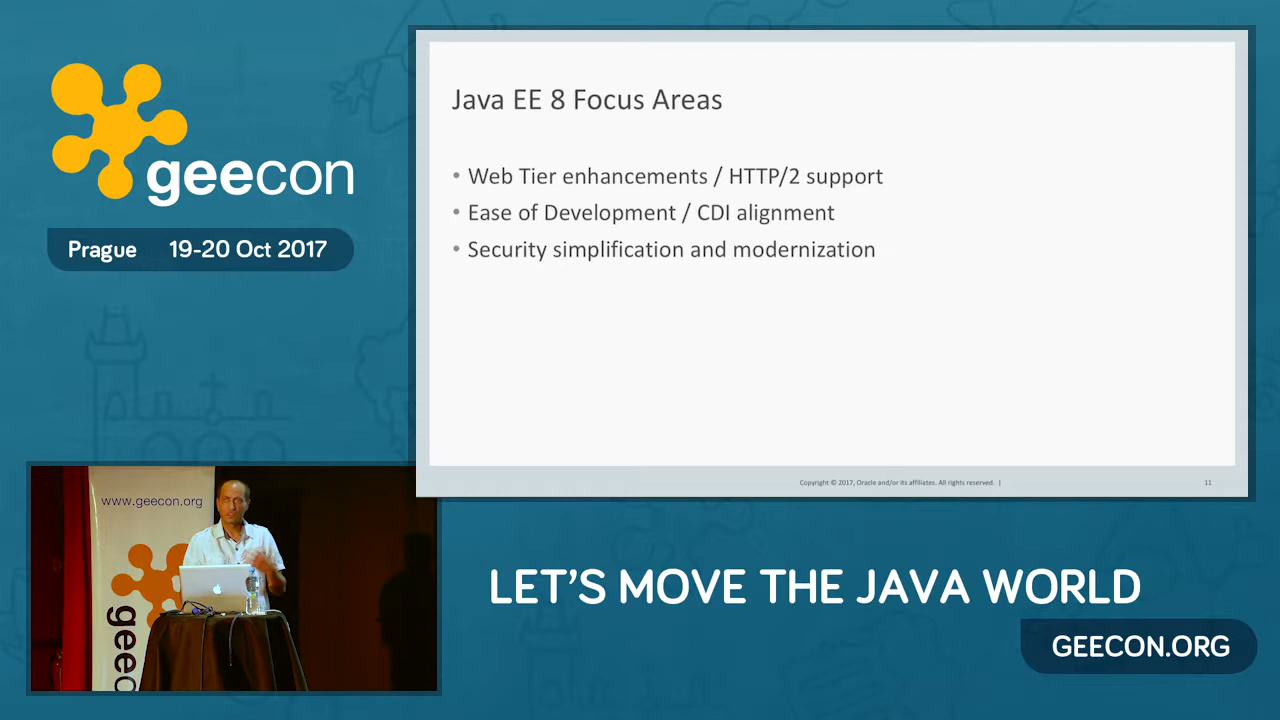 geecon
Prague 19-20 Oct 2017
Java EE 8 Focus Areas
• Web Tier enhancements / HTTP/2 support
• Ease of Development / CDI alignment
• Security simplification and modernization
Copyright © 2017, Oracle and/or its affiliates. All rights reserved. |
11
www.geecon.org
geec
LET'S MOVE THE JAVA WORLD
GEECON.ORG